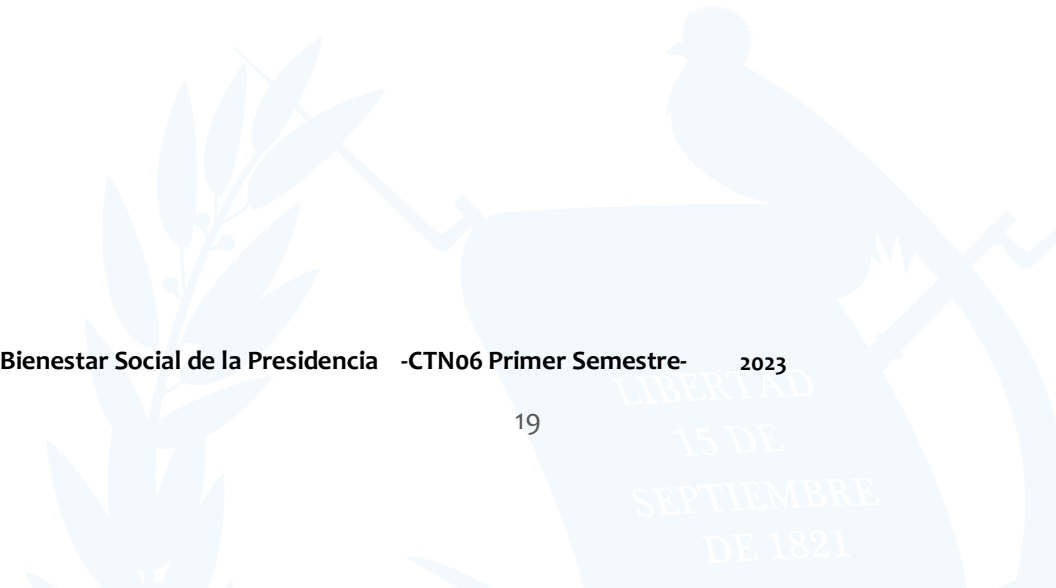 Bienestar Social de la Presidencia -CTN06 Primer Semestre- 2023
19
LIBERTAD
15 DE
SEPTIEMBRE
DE 1821